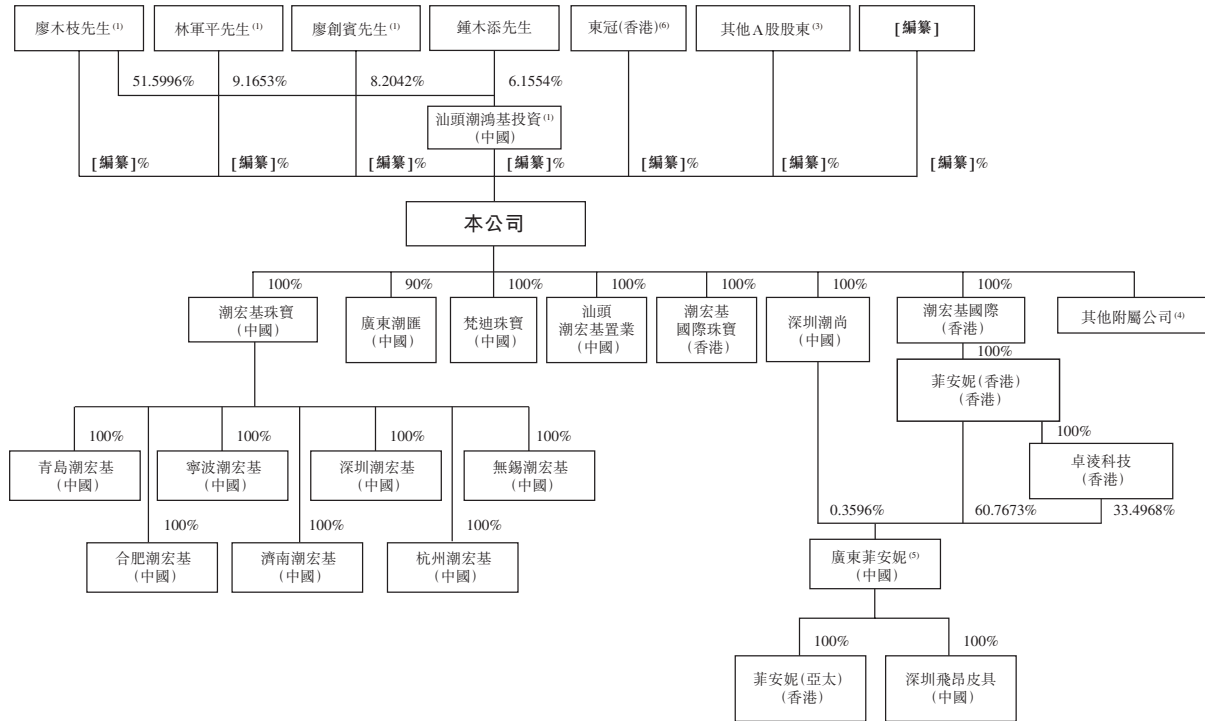 廖木枝先生(1)
林軍平先生(1)
廖創賓先生(1)
鍾木添先生
東冠(香港)(6)
其他A股股東(3)
[編纂]
51.5996%
9.1653%
8.2042%
6.1554%
汕頭潮鴻基投資(1)
(中國)
[編纂]%
[編纂]%
[編纂]%
[編纂]%
[編纂]%
[編纂]%
[編纂]%
本公司
100%
90%
100%
100%
100%
100%
100%
潮宏基珠寶
(中國)
廣東潮匯
(中國)
梵迪珠寶
(中國)
汕頭
潮宏基置業
(中國)
潮宏基
國際珠寶
(香港)
深圳潮尚
(中國)
潮宏基國際
(香港)
其他附屬公司(4)
100%
菲安妮(香港)
(香港)
100%
卓淩科技
(香港)
100%
100%
100%
100%
青島潮宏基
(中國)
寧波潮宏基
(中國)
深圳潮宏基
(中國)
無錫潮宏基
(中國)
100%
100%
100%
合肥潮宏基
(中國)
濟南潮宏基
(中國)
杭州潮宏基
(中國)
0.3596%
60.7673%
33.4968%
廣東菲安妮(5)
(中國)
100%
100%
菲安妮(亞太)
(香港)
深圳飛昂皮具
(中國)